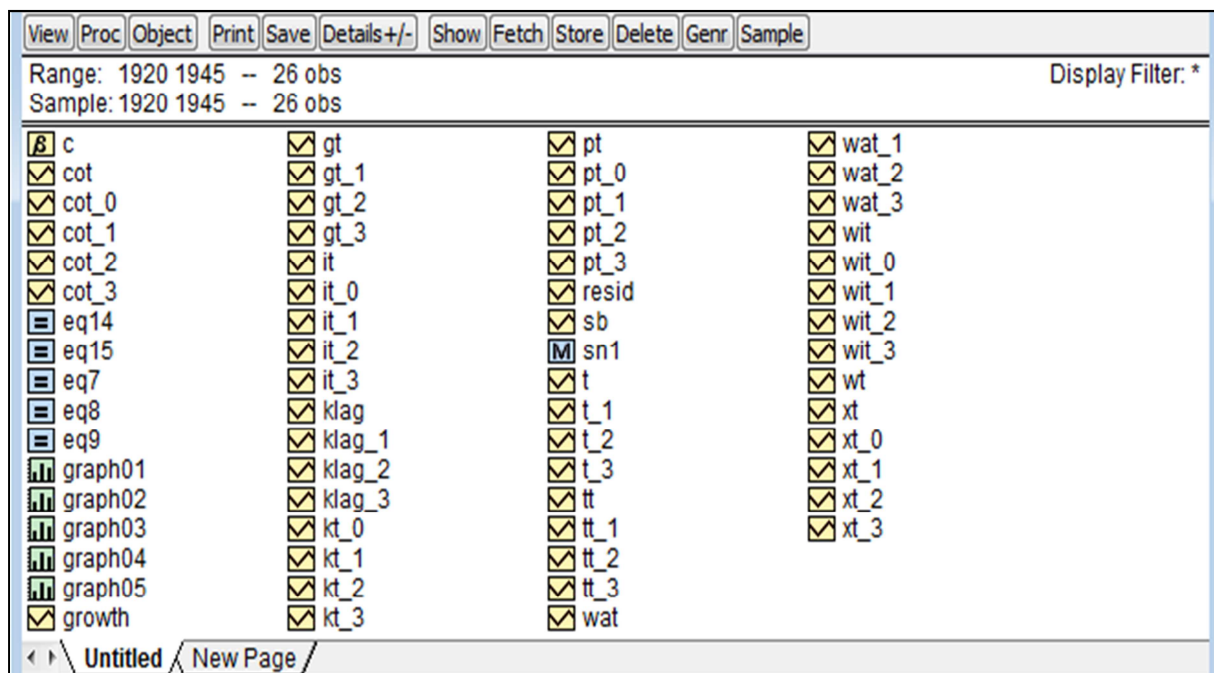 View Proc Object Print Save Details+/- Show Fetch Store Delete Genr Sample
Range: 1920 1945 -- 26 obs
Display Filter: *
Sample: 1920 1945 -- 26 obs
β c
cot
cot_0
cot_1
cot_2
cot_3
= eq14
= eq15
= eq7
= eq8
= eq9
graph01
graph02
graph03
graph04
graph05
growth
gt
gt_1
gt_2
gt_3
it
it_0
it_1
it_2
it_3
klag
klag_1
klag_2
klag_3
kt_0
kt_1
kt_2
kt_3
pt
pt_0
pt_1
pt_2
pt_3
resid
sb
M sn1
t
t_1
t_2
t_3
tt
tt_1
tt_2
tt_3
wat
wat_1
wat_2
wat_3
wit
wit_0
wit_1
wit_2
wit_3
wt
xt
xt_0
xt_1
xt_2
xt_3
Untitled New Page